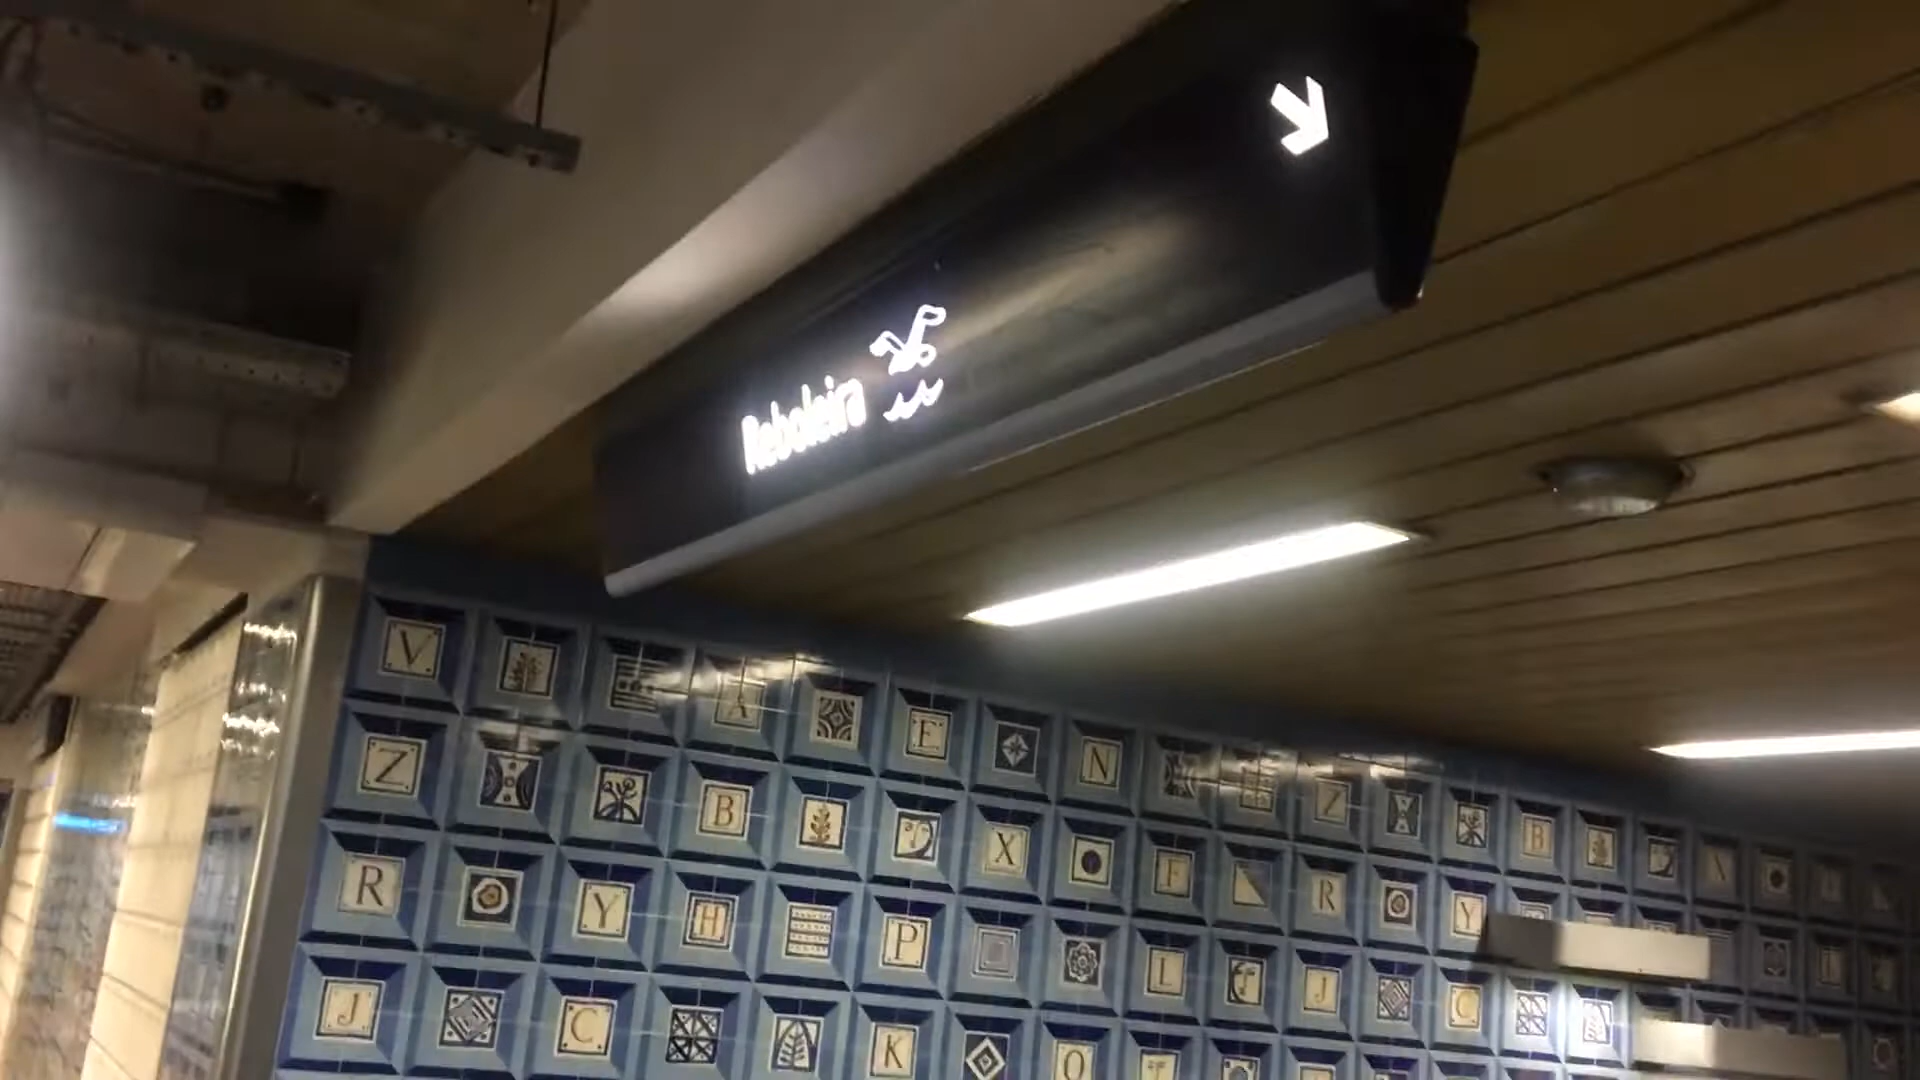 Reboleira
V A E N
Z B X F Z B X
R Y H P L R Y L
J C K O J C